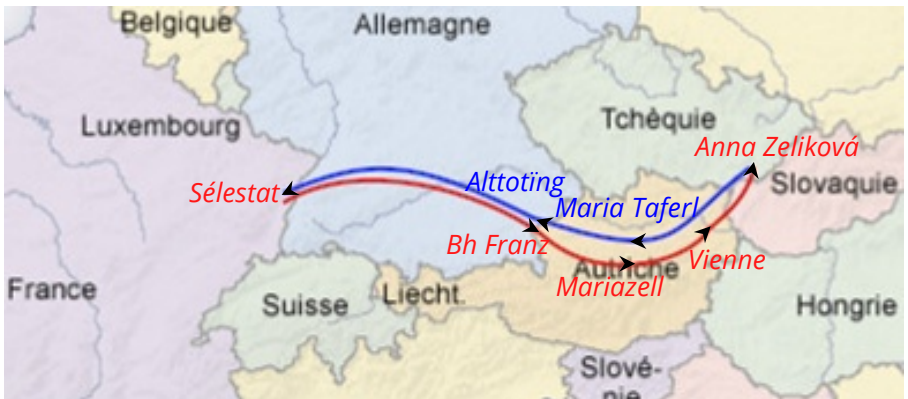 Belgique
Allemagne
Luxembourg
Tchèquie
Anna Zeliková
Sélestat
Alttotïng
Slovaquie
Maria Taferl
Bh Franz
Vienne
Autriche
Mariazell
France
Suisse
Liecht.
Hongrie
Slové-
nie